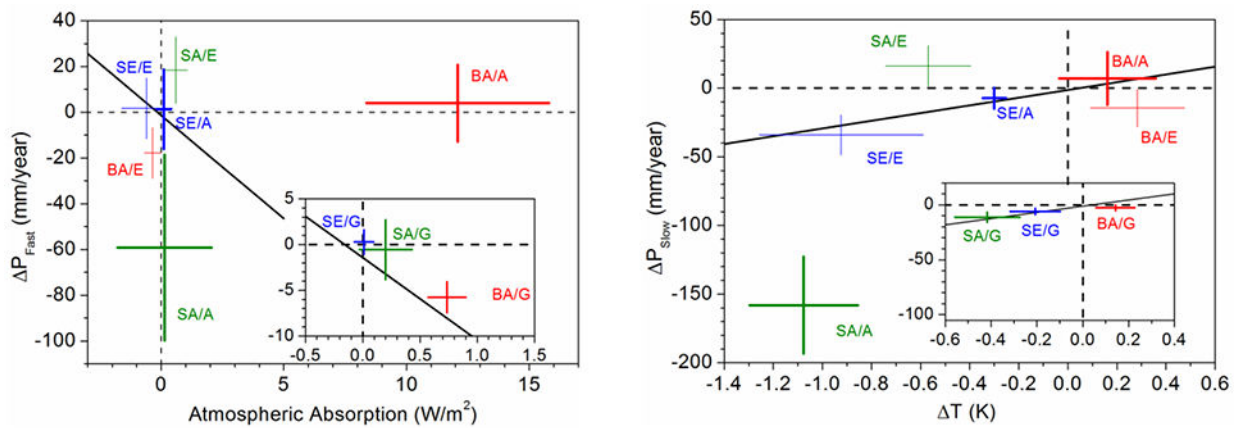 40
20
0
-20
-40
-60
-80
-100
ΔP_Fast (mm/year)
SA/E
SE/E
SE/A
BA/E
BA/A
SA/A
5
0
-5
-10
SE/G
SA/G
BA/G
-0.5 0.0 0.5 1.0 1.5
0 5 10 15
Atmospheric Absorption (W/m²)
50
0
-50
-100
-150
-200
ΔP_Slow (mm/year)
SA/E
BA/A
SE/A
BA/E
SE/E
SA/A
0
-50
-100
SA/G SE/G BA/G
-0.6 -0.4 -0.2 0.0 0.2 0.4
-1.4 -1.2 -1.0 -0.8 -0.6 -0.4 -0.2 0.0 0.2 0.4 0.6
ΔT (K)